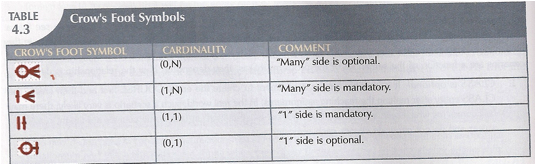 TABLE
4.3
Crow's Foot Symbols
CROW'S FOOT SYMBOL CARDINALITY COMMENT
(0,N) "Many" side is optional.
(1,N) "Many" side is mandatory.
(1,1) "1" side is mandatory.
(0,1) "1" side is optional.